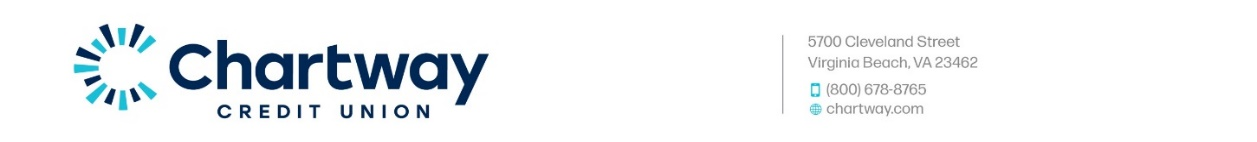 Chartway
CREDIT UNION
5700 Cleveland Street
Virginia Beach, VA 23462
(800) 678-8765
chartway.com